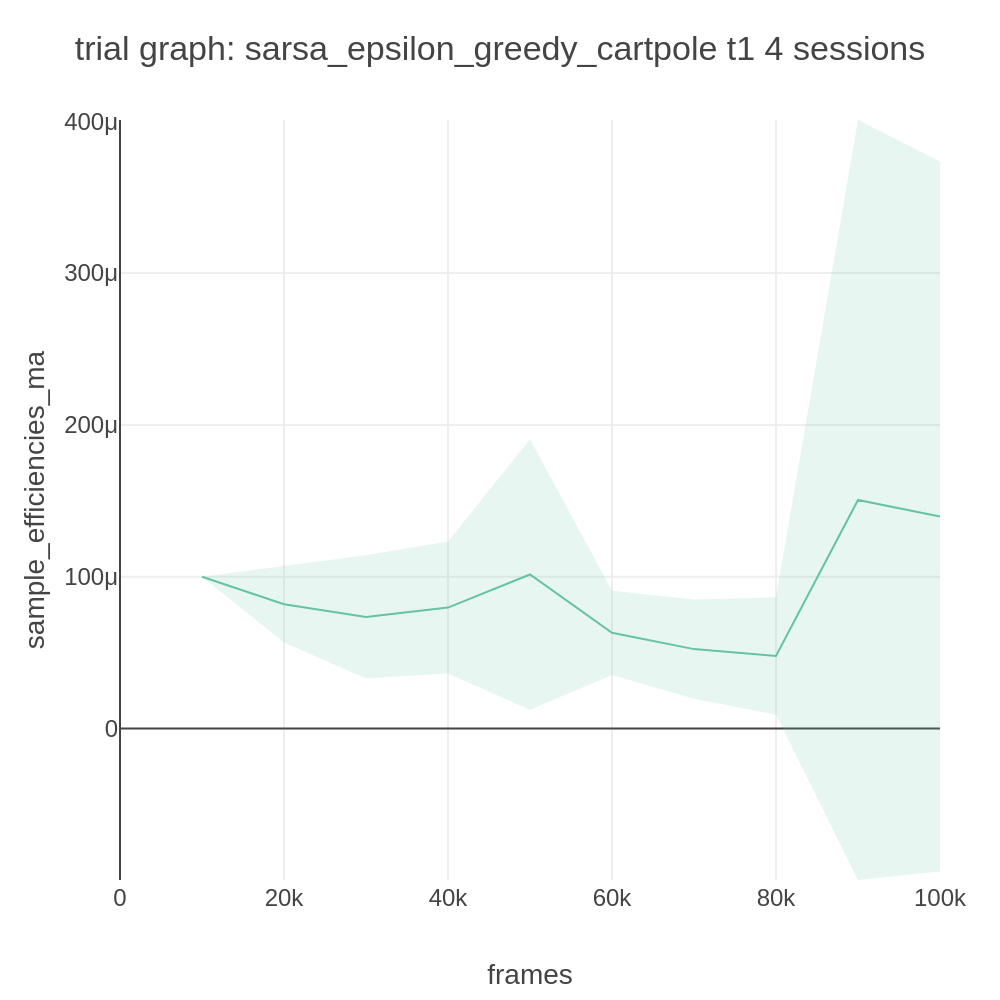 trial graph: sarsa_epsilon_greedy_cartpole t1 4 sessions
400μ
300μ
200μ
100μ
0
sample_efficiencies_ma
0
20k
40k
60k
80k
100k
frames